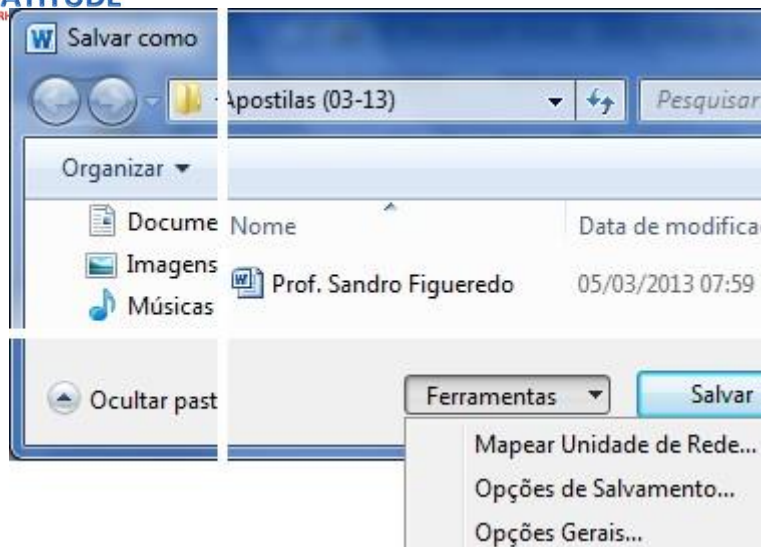 ATITUDE
Salvar como
Apostilas (03-13)
Pesquisar
Organizar
Docume
Nome
Data de modifica
Imagens
Prof. Sandro Figueredo
05/03/2013 07:59
Músicas
Ocultar past
Ferramentas
Salvar
Mapear Unidade de Rede...
Opções de Salvamento...
Opções Gerais...